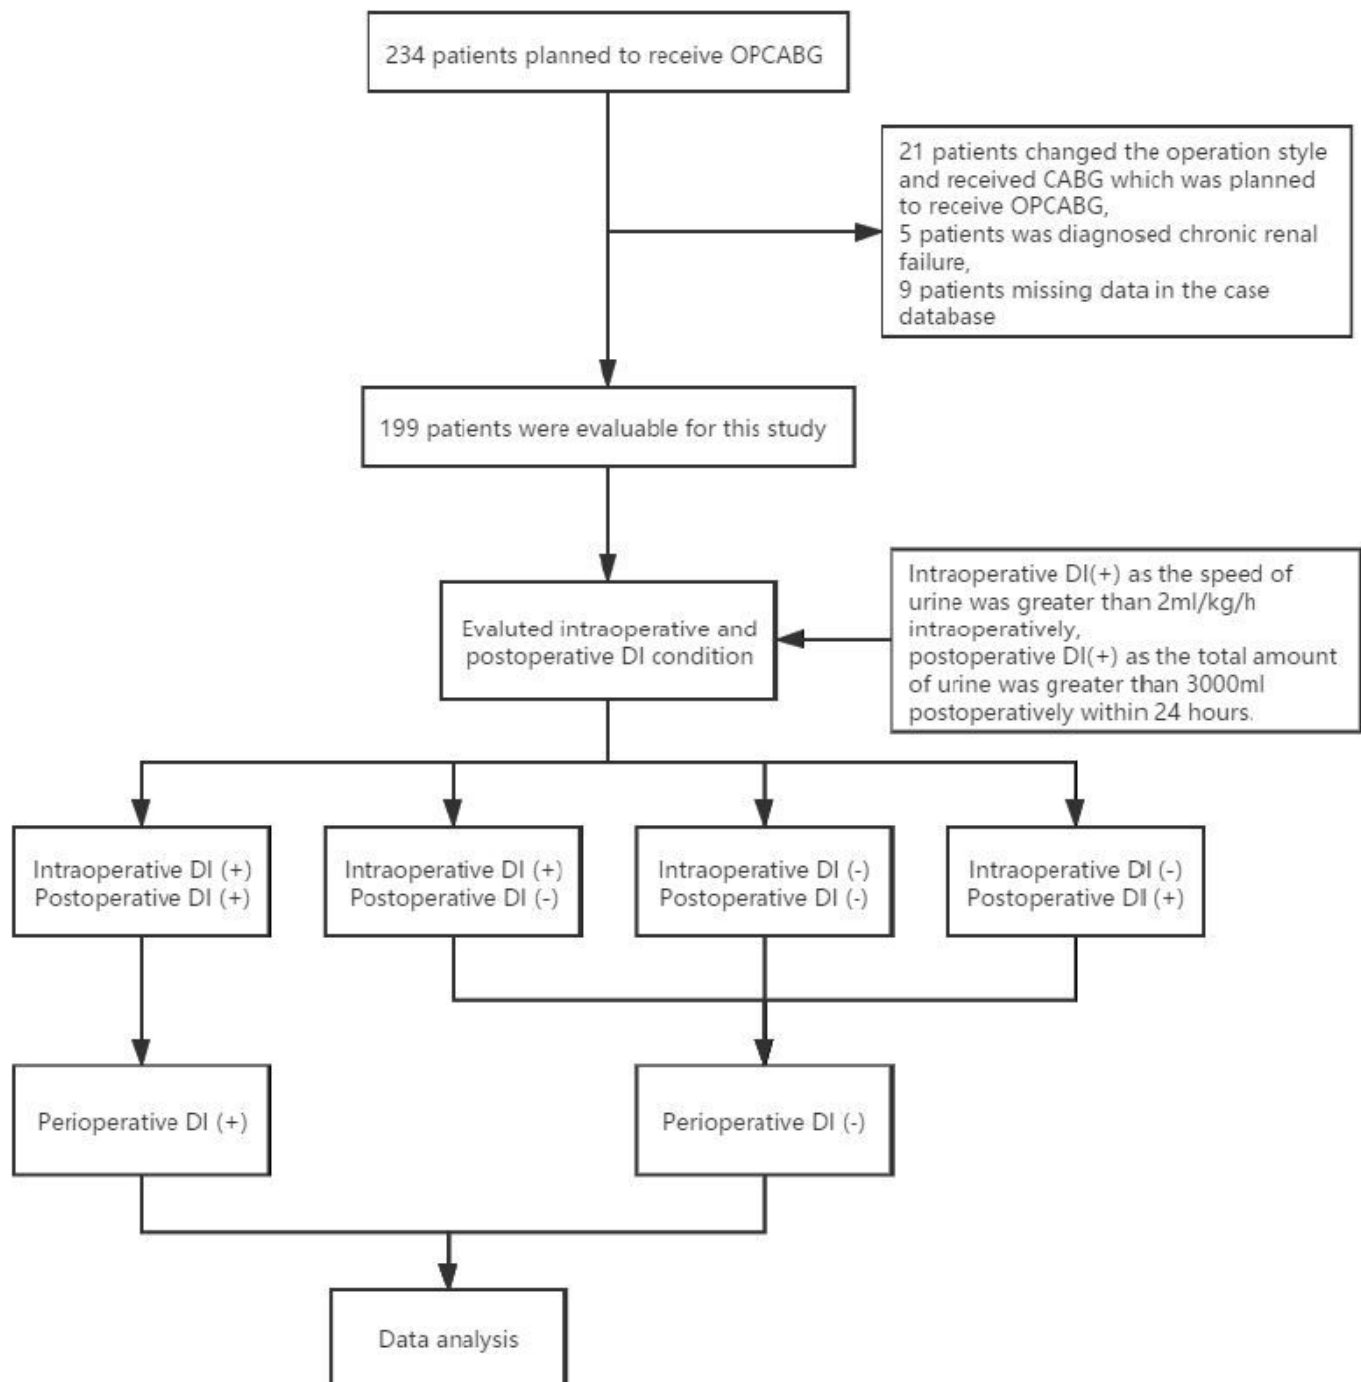 234 patients planned to receive OPCABG
21 patients changed the operation style
and received CABG which was planned
to receive OPCABG,
5 patients was diagnosed chronic renal
failure,
9 patients missing data in the case
database
199 patients were evaluable for this study
Evaluted intraoperative and
postoperative DI condition
Intraoperative DI(+) as the speed of
urine was greater than 2ml/kg/h
intraoperatively,
postoperative DI(+) as the total amount
of urine was greater than 3000ml
postoperatively within 24 hours.
Intraoperative DI (+)
Postoperative DI (+)
Intraoperative DI (+)
Postoperative DI (-)
Intraoperative DI (-)
Postoperative DI (-)
Intraoperative DI (-)
Postoperative DI (+)
Perioperative DI (+)
Perioperative DI (-)
Data analysis